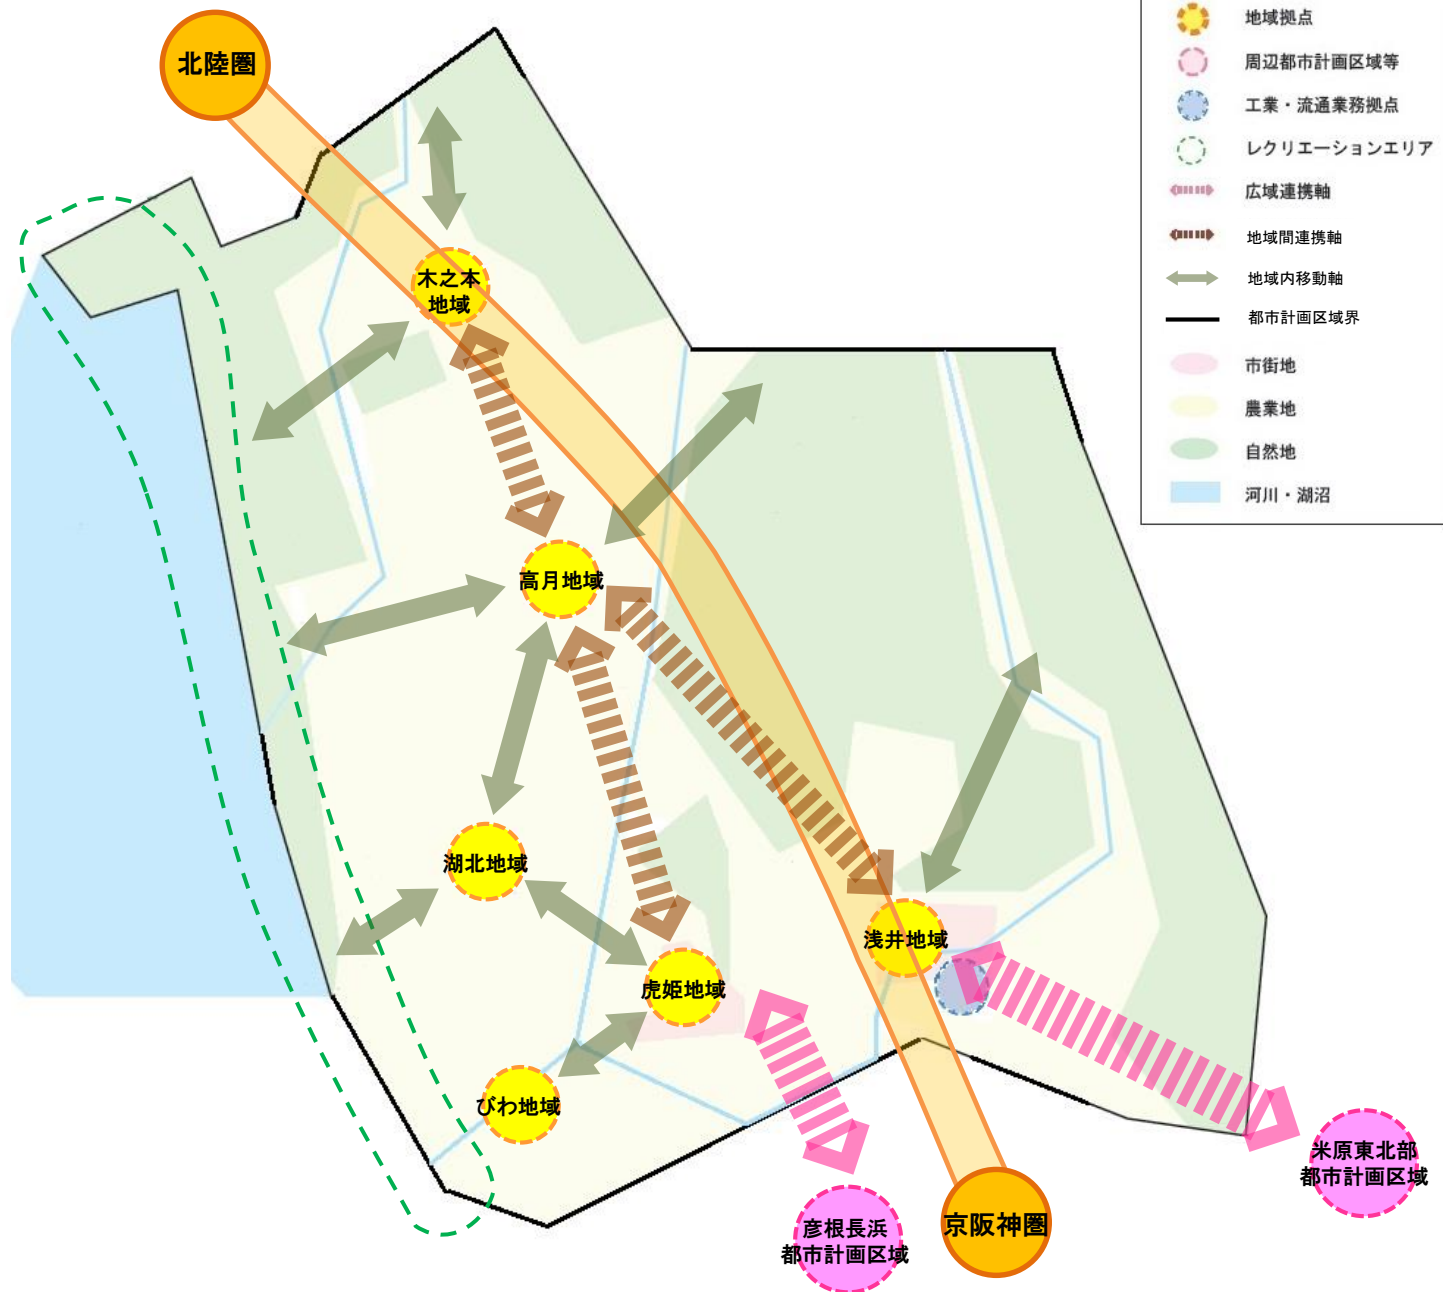 北陸圏
木之本
地域
高月地域
湖北地域
浅井地域
虎姫地域
びわ地域
米原東北部
都市計画区域
彦根長浜
都市計画区域
京阪神圏
地域拠点
周辺都市計画区域等
工業・流通業務拠点
レクリエーションエリア
広域連携軸
地域間連携軸
地域内移動軸
都市計画区域界
市街地
農業地
自然地
河川・湖沼